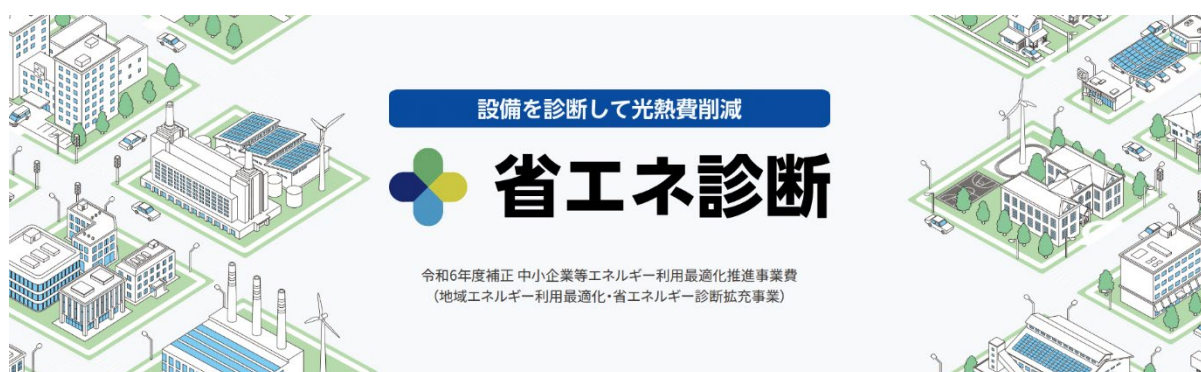 設備を診断して光熱費削減
省エネ診断
令和6年度補正 中小企業等エネルギー利用最適化推進事業費
（地域エネルギー利用最適化・省エネルギー診断拡充事業）